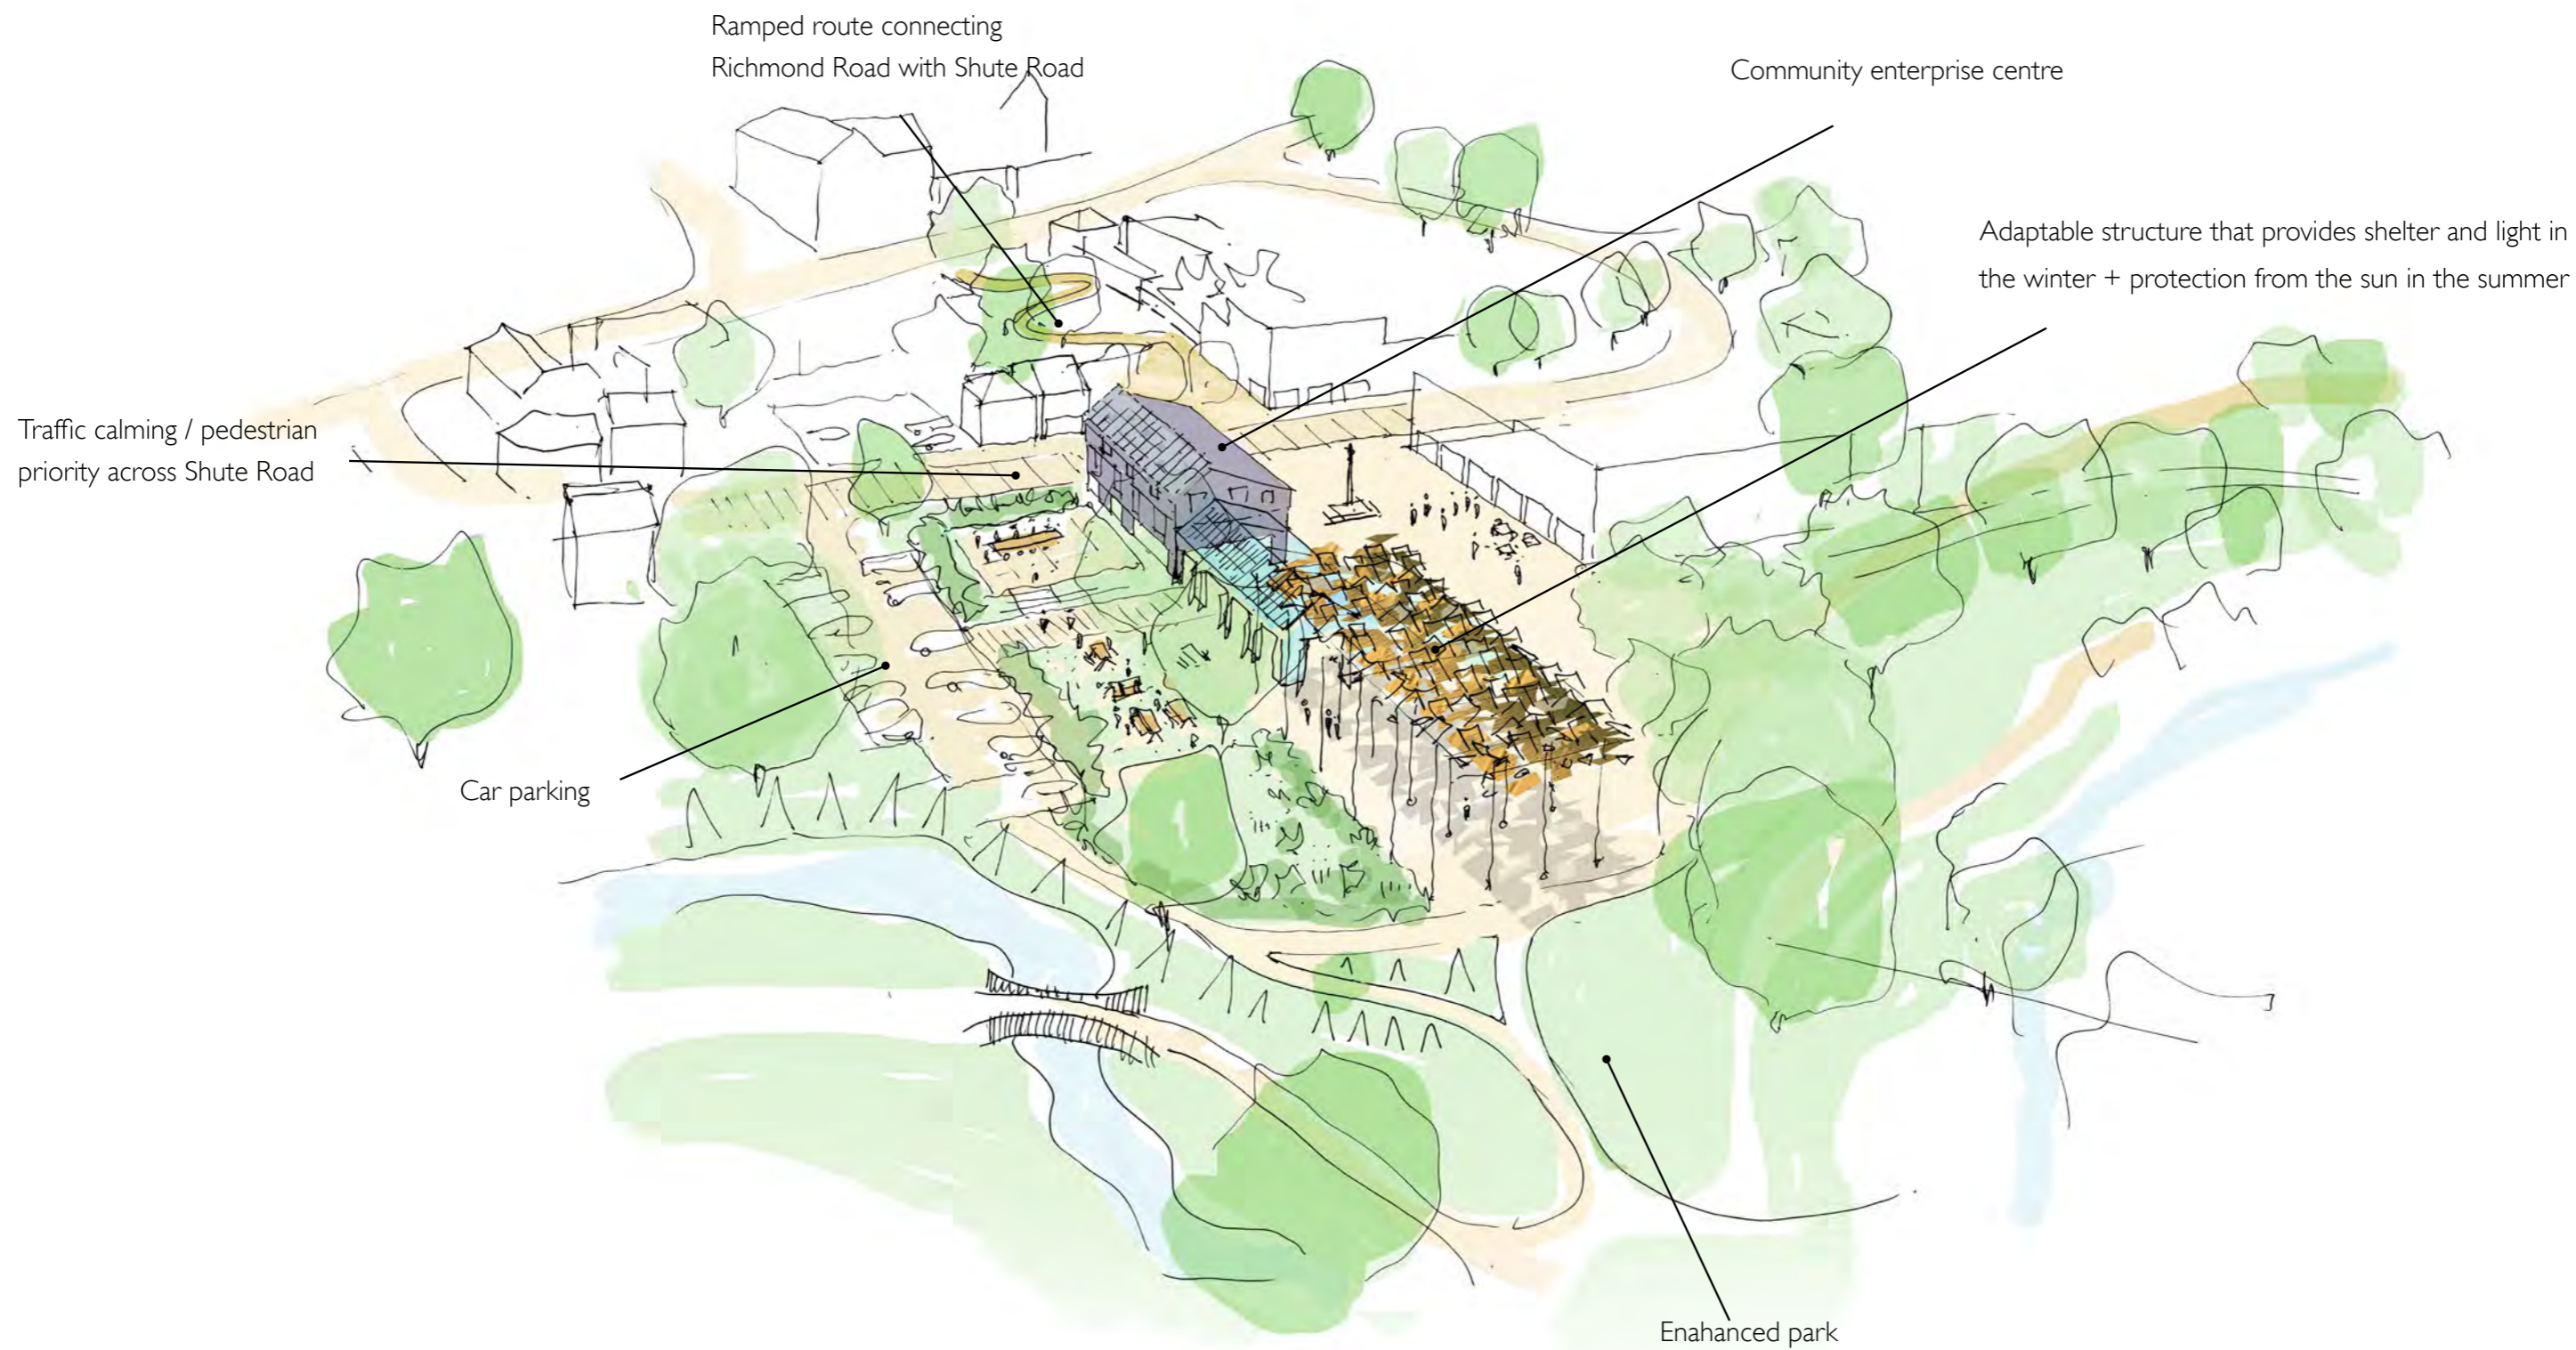 Ramped route connecting
Richmond Road with Shute Road
Community enterprise centre
Adaptable structure that provides shelter and light in
the winter + protection from the sun in the summer
Traffic calming / pedestrian
priority across Shute Road
Car parking
Enahanced park